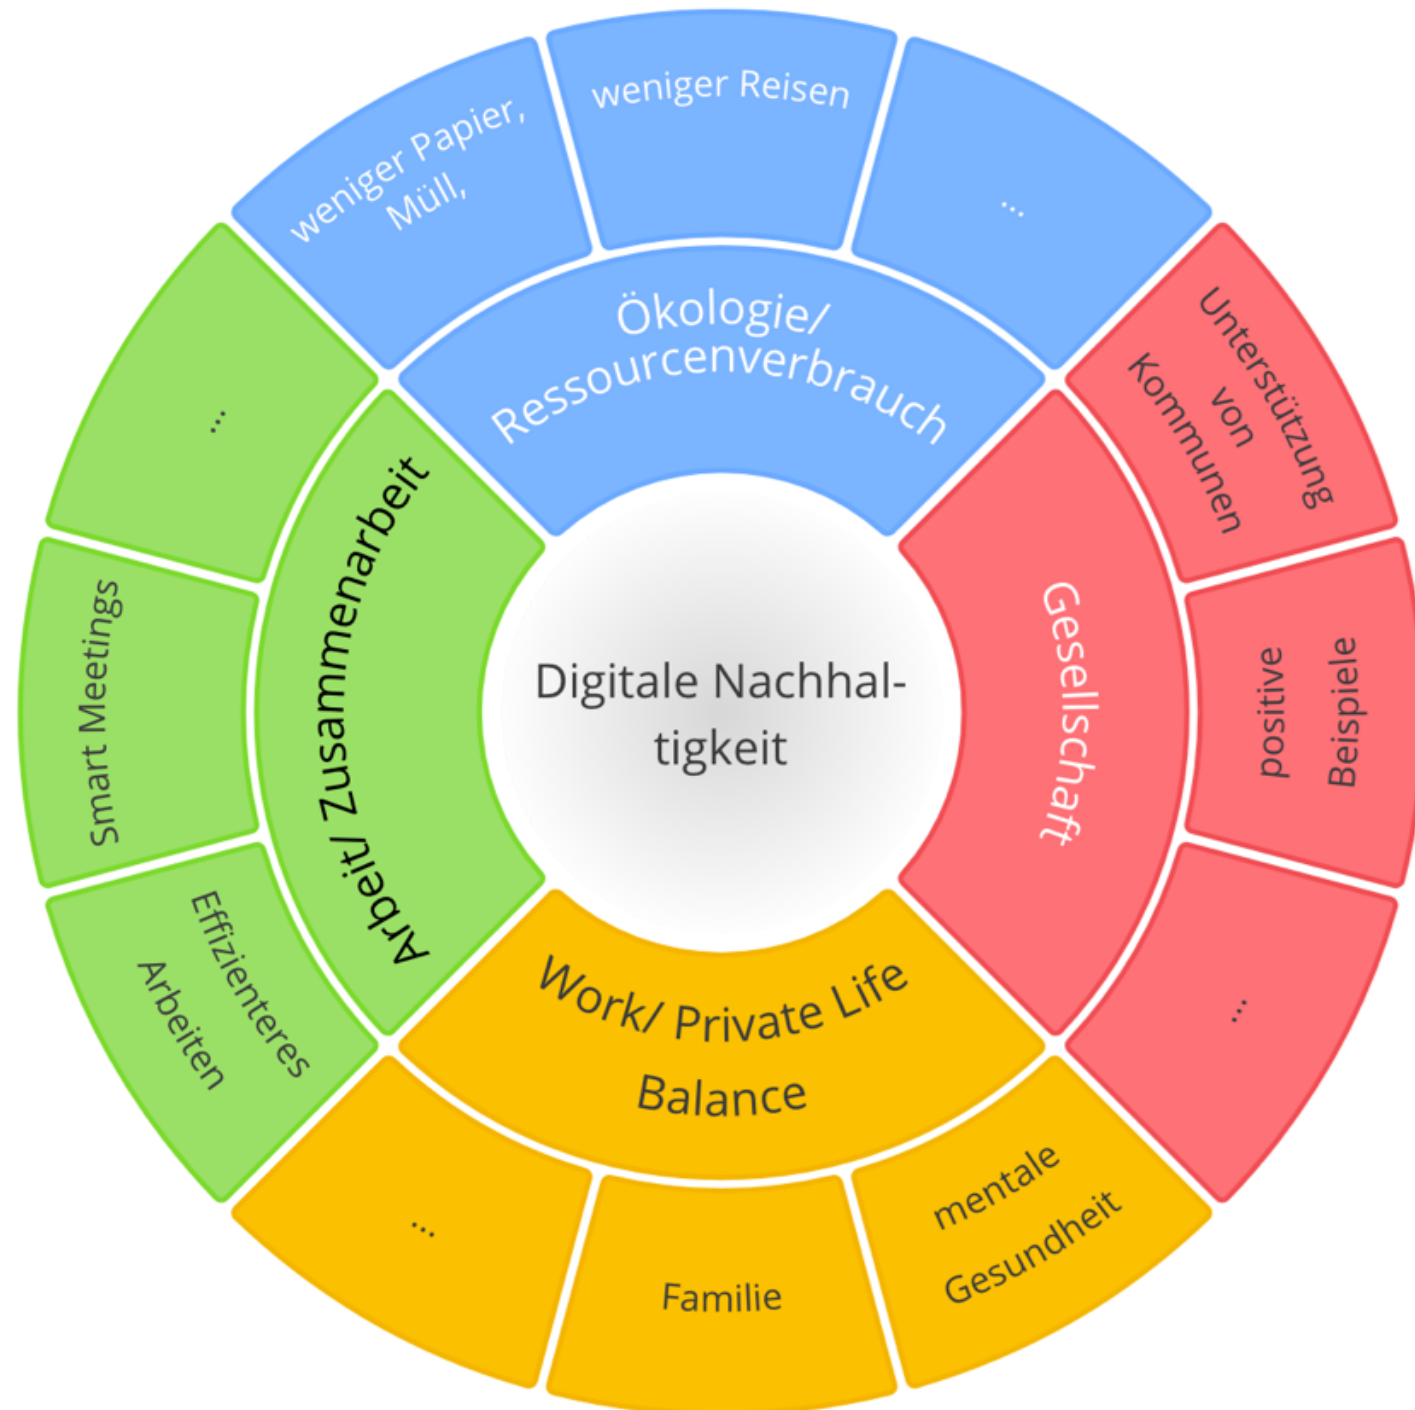 weniger Papier,
Müll,
weniger Reisen
...
Ökologie/
Ressourcenverbrauch
Unterstützung
von
Kommunen
positive
Beispiele
...
Gesellschaft
mentale
Gesundheit
Familie
...
Work/ Private Life
Balance
Effizienteres
Arbeiten
Smart Meetings
...
Arbeit/ Zusammenarbeit
Digitale Nachhal-
tigkeit